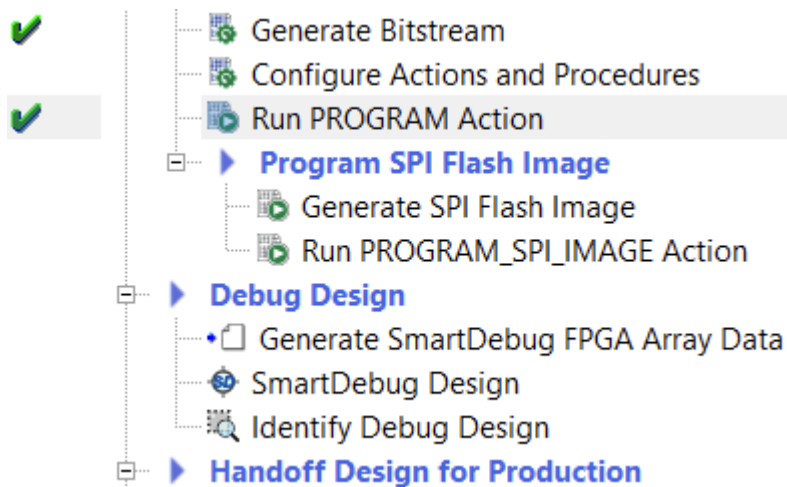 Generate Bitstream
Configure Actions and Procedures
Run PROGRAM Action
Program SPI Flash Image
Generate SPI Flash Image
Run PROGRAM_SPI_IMAGE Action
Debug Design
Generate SmartDebug FPGA Array Data
SD SmartDebug Design
Identify Debug Design
Handoff Design for Production